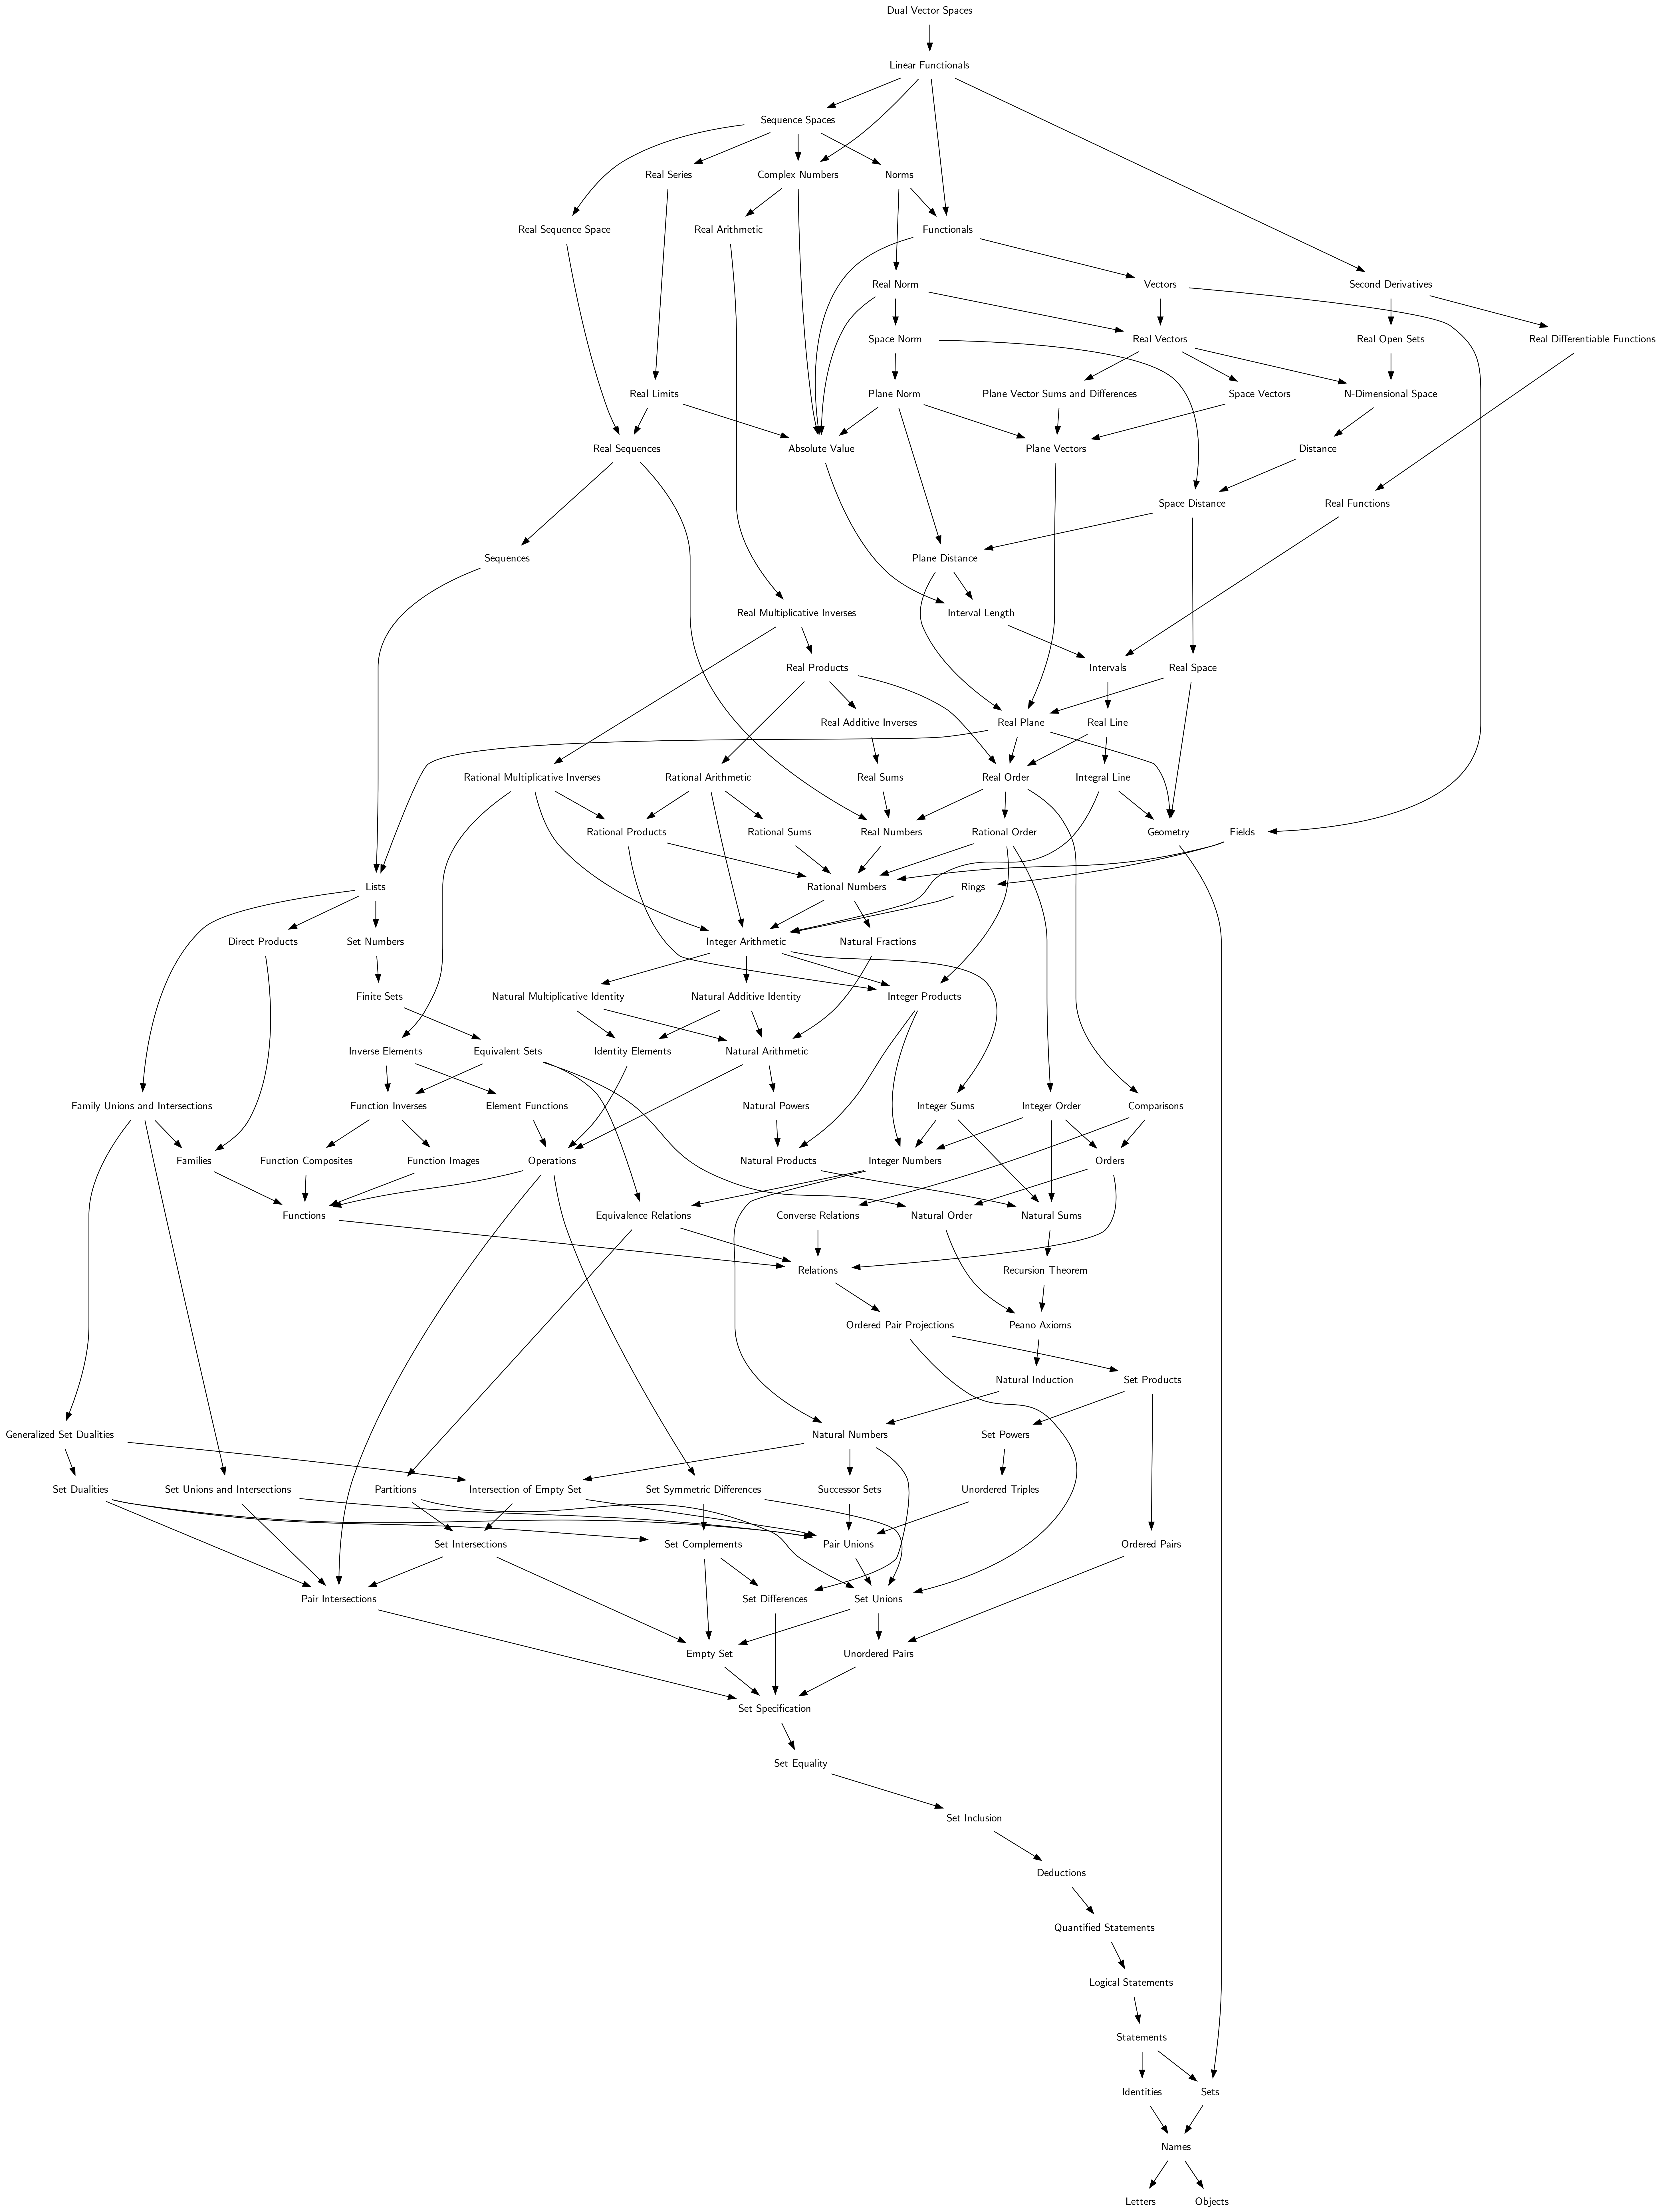 Dual Vector Spaces
Linear Functionals
Sequence Spaces
Real Series
Complex Numbers
Norms
Real Sequence Space
Real Arithmetic
Functionals
Real Norm
Vectors
Second Derivatives
Space Norm
Real Vectors
Real Open Sets
Real Differentiable Functions
Real Limits
Plane Norm
Plane Vector Sums and Differences
Space Vectors
N-Dimensional Space
Real Sequences
Absolute Value
Plane Vectors
Distance
Space Distance
Real Functions
Sequences
Plane Distance
Real Multiplicative Inverses
Interval Length
Real Products
Intervals
Real Space
Real Additive Inverses
Real Plane
Real Line
Rational Multiplicative Inverses
Rational Arithmetic
Real Sums
Real Order
Integral Line
Rational Products
Rational Sums
Real Numbers
Rational Order
Geometry
Fields
Lists
Rational Numbers
Rings
Direct Products
Set Numbers
Integer Arithmetic
Natural Fractions
Finite Sets
Natural Multiplicative Identity
Natural Additive Identity
Integer Products
Inverse Elements
Equivalent Sets
Identity Elements
Natural Arithmetic
Family Unions and Intersections
Function Inverses
Element Functions
Natural Powers
Integer Sums
Integer Order
Comparisons
Families
Function Composites
Function Images
Operations
Natural Products
Integer Numbers
Orders
Functions
Equivalence Relations
Converse Relations
Natural Order
Natural Sums
Relations
Recursion Theorem
Ordered Pair Projections
Peano Axioms
Natural Induction
Set Products
Generalized Set Dualities
Natural Numbers
Set Powers
Set Dualities
Set Unions and Intersections
Partitions
Intersection of Empty Set
Set Symmetric Differences
Successor Sets
Unordered Triples
Set Intersections
Set Complements
Pair Unions
Ordered Pairs
Pair Intersections
Set Differences
Set Unions
Empty Set
Unordered Pairs
Set Specification
Set Equality
Set Inclusion
Deductions
Quantified Statements
Logical Statements
Statements
Identities
Sets
Names
Letters
Objects